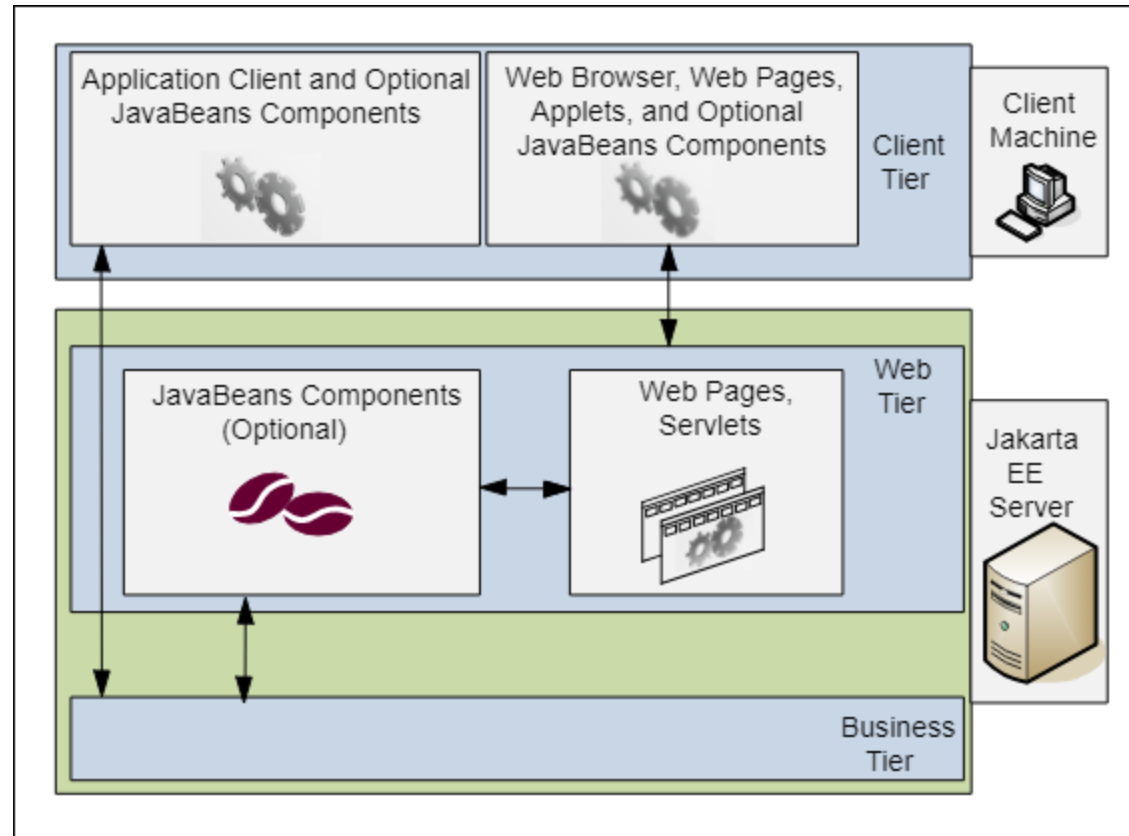 Application Client and Optional
JavaBeans Components
Web Browser, Web Pages,
Applets, and Optional
JavaBeans Components
Client
Tier
Client
Machine
JavaBeans Components
(Optional)
Web Pages,
Servlets
Web
Tier
Jakarta
EE
Server
Business
Tier